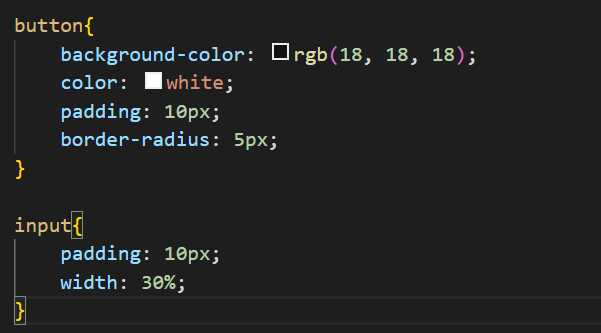 button{
    background-color: rgb(18, 18, 18);
    color: white;
    padding: 10px;
    border-radius: 5px;
}

input{
    padding: 10px;
    width: 30%;
}